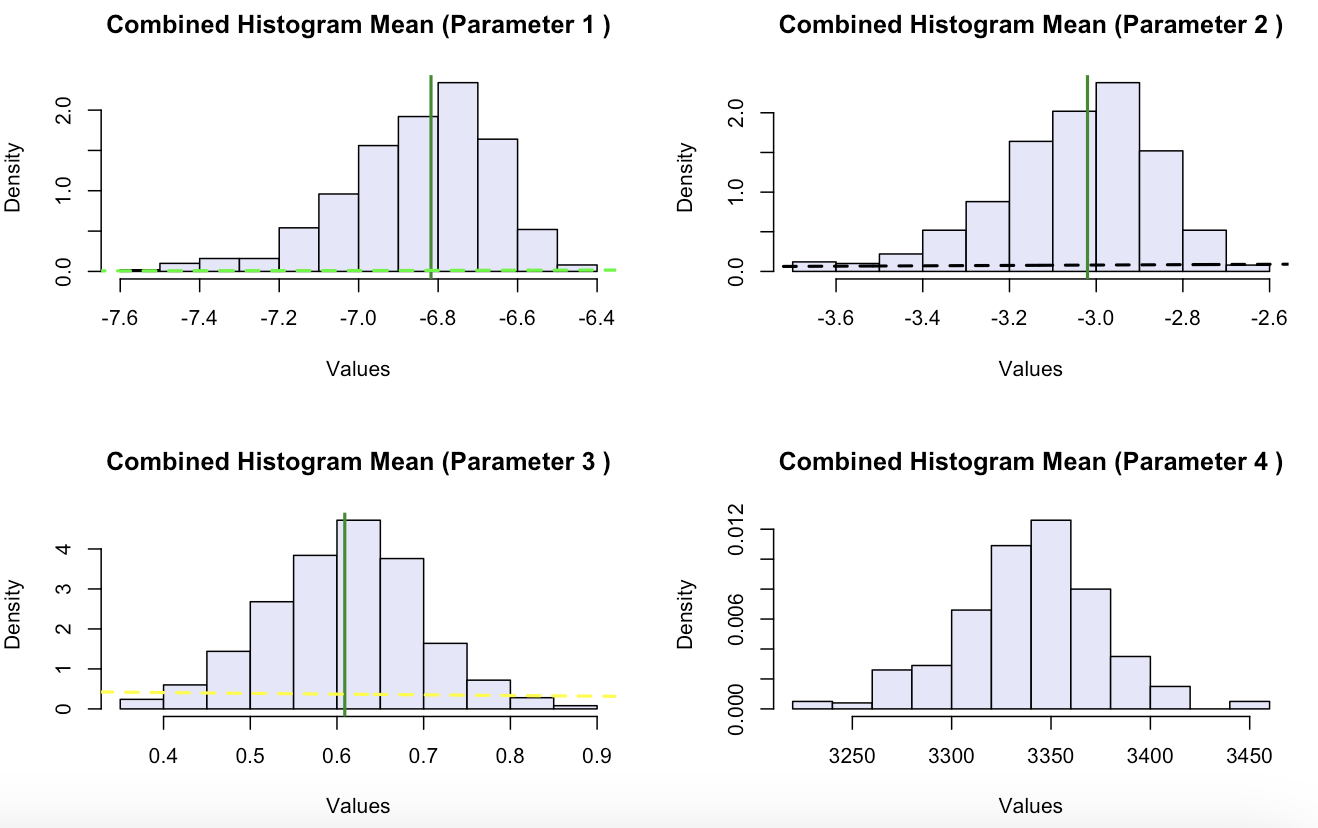 Combined Histogram Mean (Parameter 1 )
Density
0.0 1.0 2.0
-7.6 -7.4 -7.2 -7.0 -6.8 -6.6 -6.4
Values
Combined Histogram Mean (Parameter 2 )
Density
0.0 1.0 2.0
-3.6 -3.4 -3.2 -3.0 -2.8 -2.6
Values
Combined Histogram Mean (Parameter 3 )
Density
0 1 2 3 4
0.4 0.5 0.6 0.7 0.8 0.9
Values
Combined Histogram Mean (Parameter 4 )
Density
0.000 0.006 0.012
3250 3300 3350 3400 3450
Values